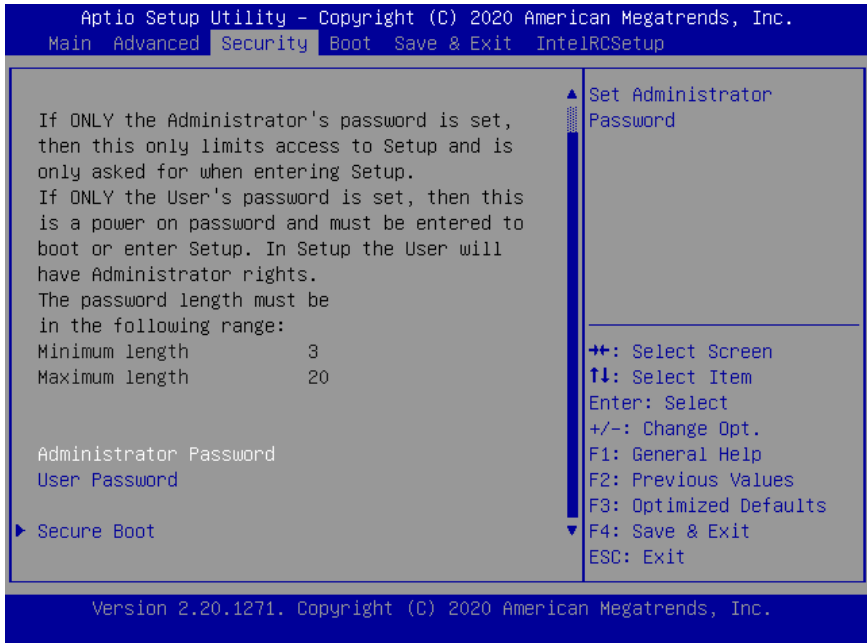 Aptio Setup Utility – Copyright (C) 2020 American Megatrends, Inc.
Main Advanced Security Boot Save & Exit IntelRCSetup
If ONLY the Administrator's password is set,
then this only limits access to Setup and is
only asked for when entering Setup.
If ONLY the User's password is set, then this
is a power on password and must be entered to
boot or enter Setup. In Setup the User will
have Administrator rights.
The password length must be
in the following range:
Minimum length 3
Maximum length 20
Administrator Password
User Password
Secure Boot
Set Administrator
Password
→←: Select Screen
↑↓: Select Item
Enter: Select
+/-: Change Opt.
F1: General Help
F2: Previous Values
F3: Optimized Defaults
F4: Save & Exit
ESC: Exit
Version 2.20.1271. Copyright (C) 2020 American Megatrends, Inc.